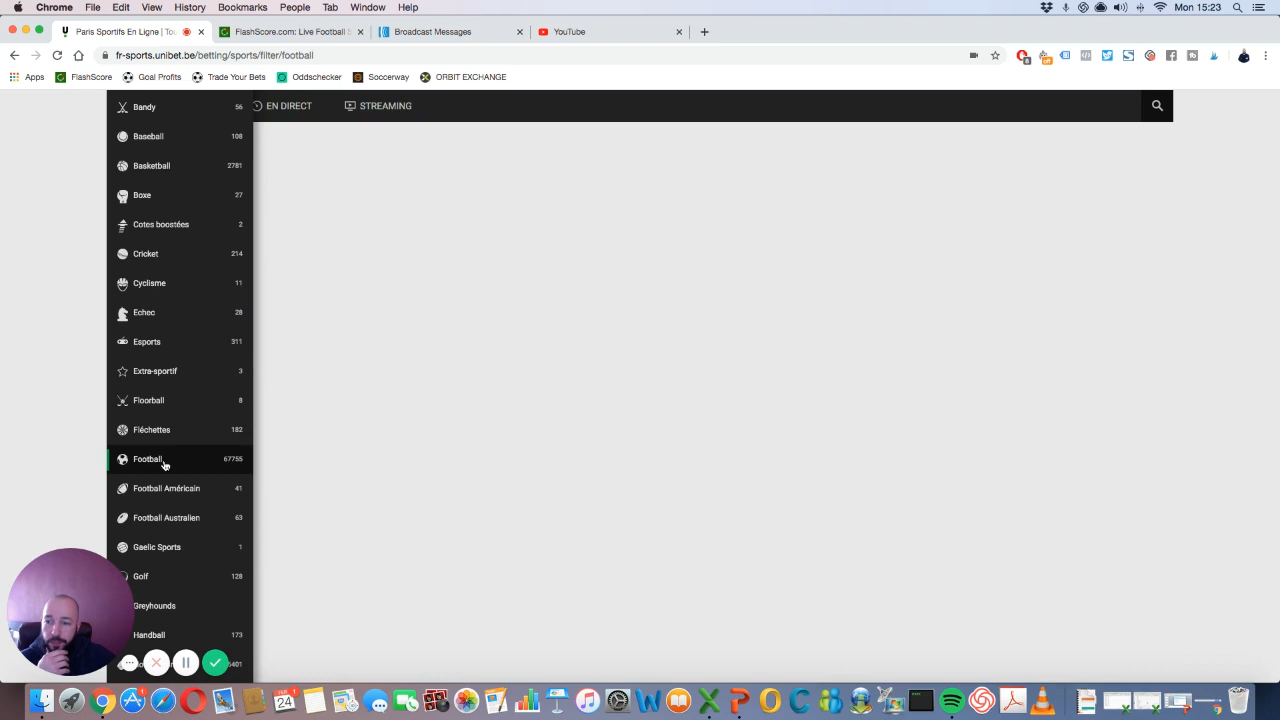 Chrome File Edit View History Bookmarks People Tab Window Help Mon 15:23
Paris Sportifs En Ligne | Tou FlashScore.com: Live Football S Broadcast Messages YouTube
fr-sports.unibet.be/betting/sports/filter/football
Apps FlashScore Goal Profits Trade Your Bets Oddschecker Soccerway ORBIT EXCHANGE
EN DIRECT STREAMING
Bandy 56
Baseball 108
Basketball 2781
Boxe 27
Cotes boostées 2
Cricket 214
Cyclisme 11
Echec 28
Esports 311
Extra-sportif 3
Floorball 8
Fléchettes 182
Football 67755
Football Américain 41
Football Australien 63
Gaelic Sports 1
Golf 128
Greyhounds
Handball 173
FEB
24